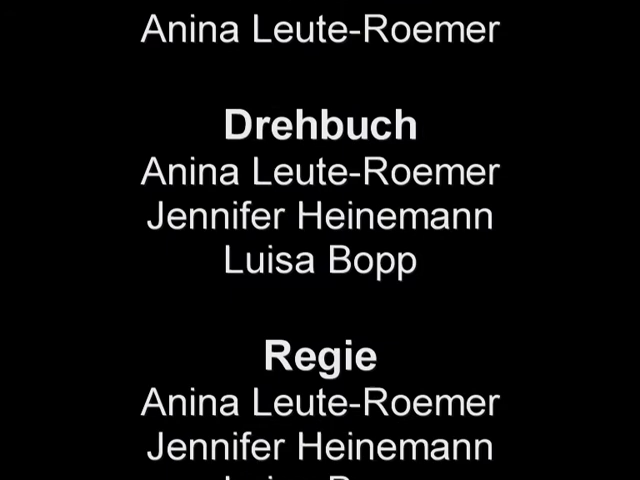 Anina Leute-Roemer
Drehbuch
Anina Leute-Roemer
Jennifer Heinemann
Luisa Bopp
Regie
Anina Leute-Roemer
Jennifer Heinemann